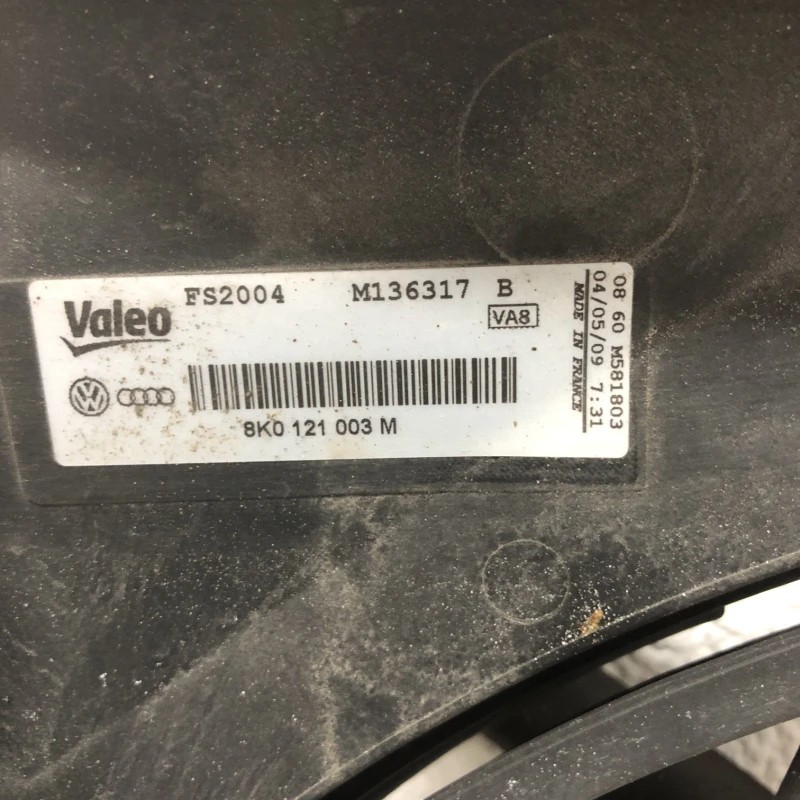 Valeo
FS2004 M136317 B
VA8
8K0 121 003 M
08 60 M581803
04/05/09 7:31
MADE IN FRANCE